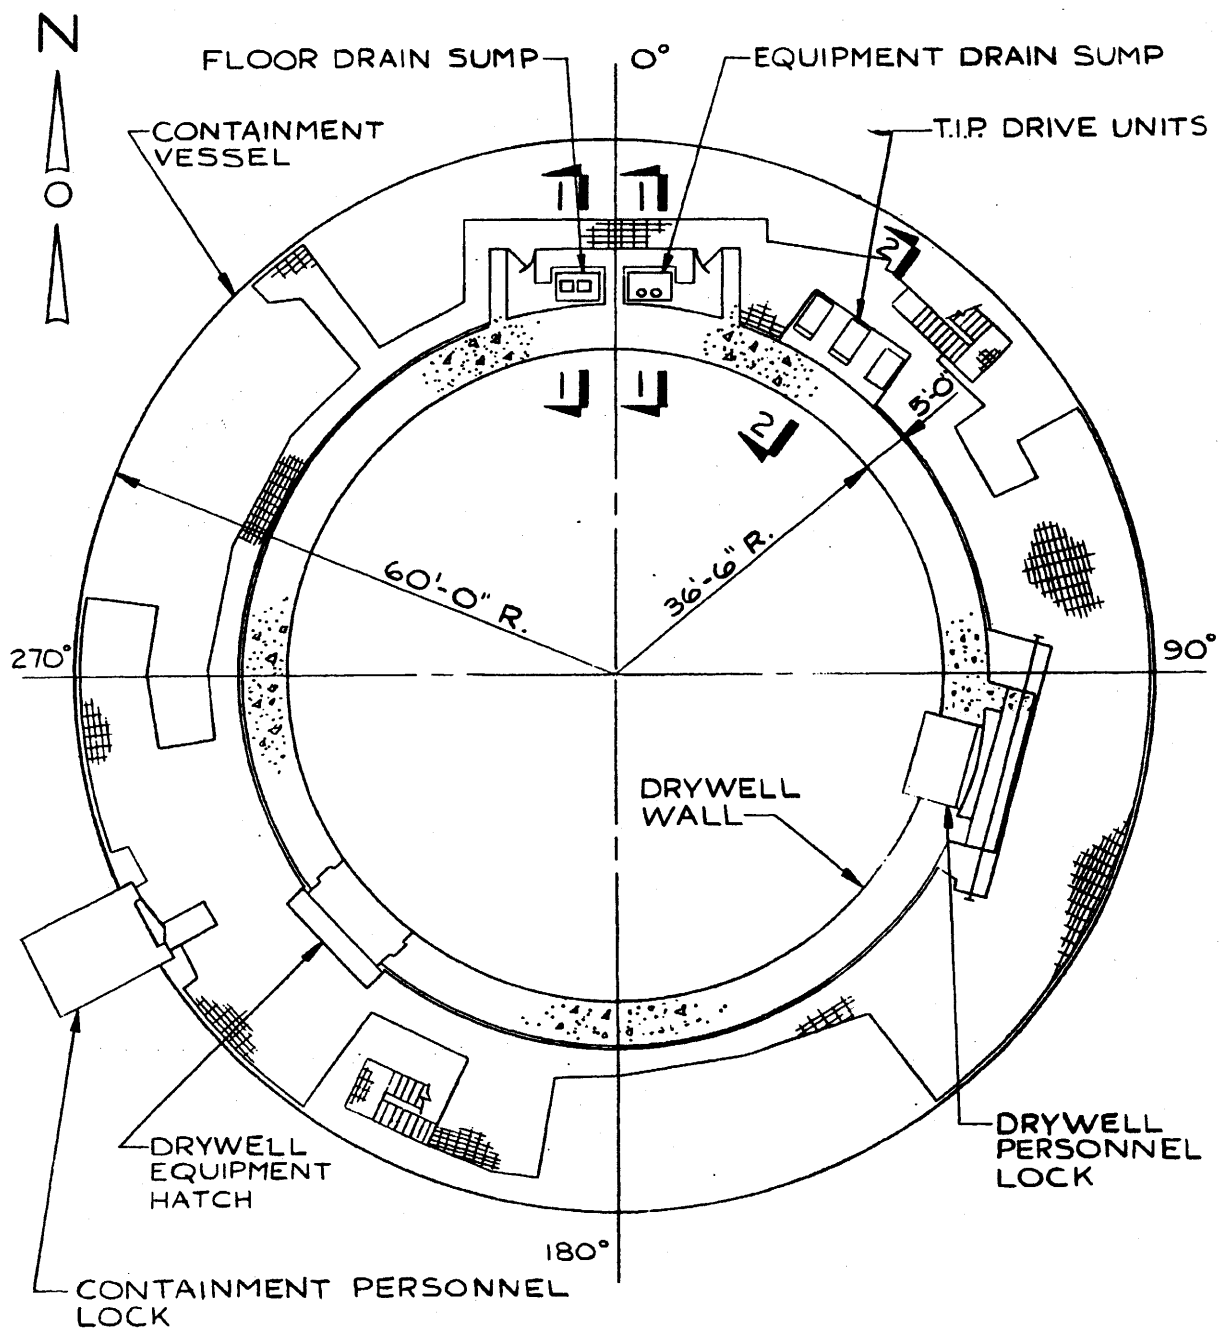 N
FLOOR DRAIN SUMP
0°
EQUIPMENT DRAIN SUMP
CONTAINMENT
VESSEL
T.I.P. DRIVE UNITS
O
1
1
2
1
1
2
5'-0"
60'-0" R.
36'-6" R.
270°
90°
DRYWELL
WALL
DRYWELL
EQUIPMENT
HATCH
DRYWELL
PERSONNEL
LOCK
180°
CONTAINMENT PERSONNEL
LOCK